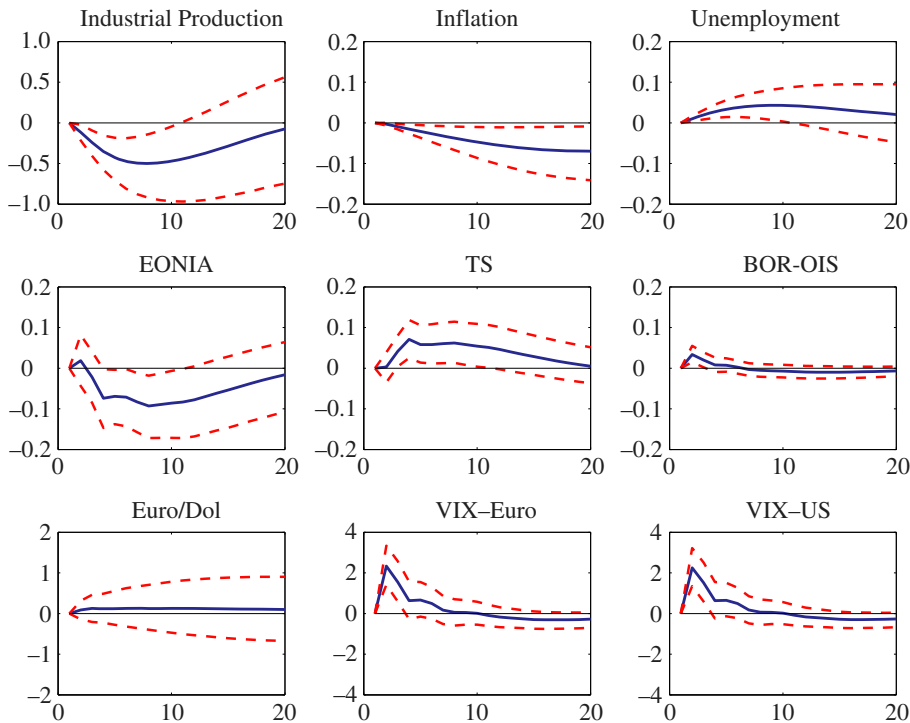 Industrial Production Inflation Unemployment
1.0 0.2 0.2
0.5 0.1 0.1
0 0 0
−0.5 −0.1 −0.1
−1.0 −0.2 −0.2
0 10 20 0 10 20 0 10 20
EONIA TS BOR-OIS
0.2 0.2 0.2
0.1 0.1 0.1
0 0 0
−0.1 −0.1 −0.1
−0.2 −0.2 −0.2
0 10 20 0 10 20 0 10 20
Euro/Dol VIX–Euro VIX–US
2 4 4
1 2 2
0 0 0
−1 −2 −2
−2 −4 −4
0 10 20 0 10 20 0 10 20